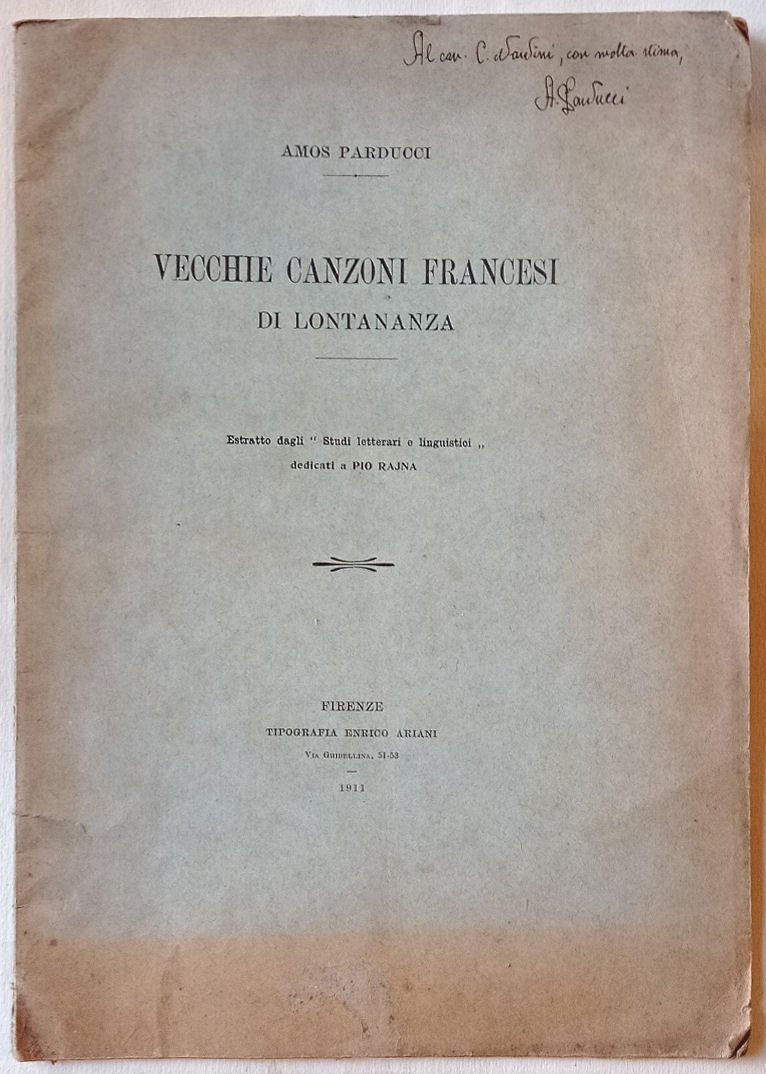 Al cav. C. Nardini, con molta stima,
A. Parducci
AMOS PARDUCCI
VECCHIE CANZONI FRANCESI
DI LONTANANZA
Estratto dagli “ Studi letterari e linguistici „
dedicati a PIO RAJNA
FIRENZE
TIPOGRAFIA ENRICO ARIANI
VIA GHIBELLINA, 51-53
1911